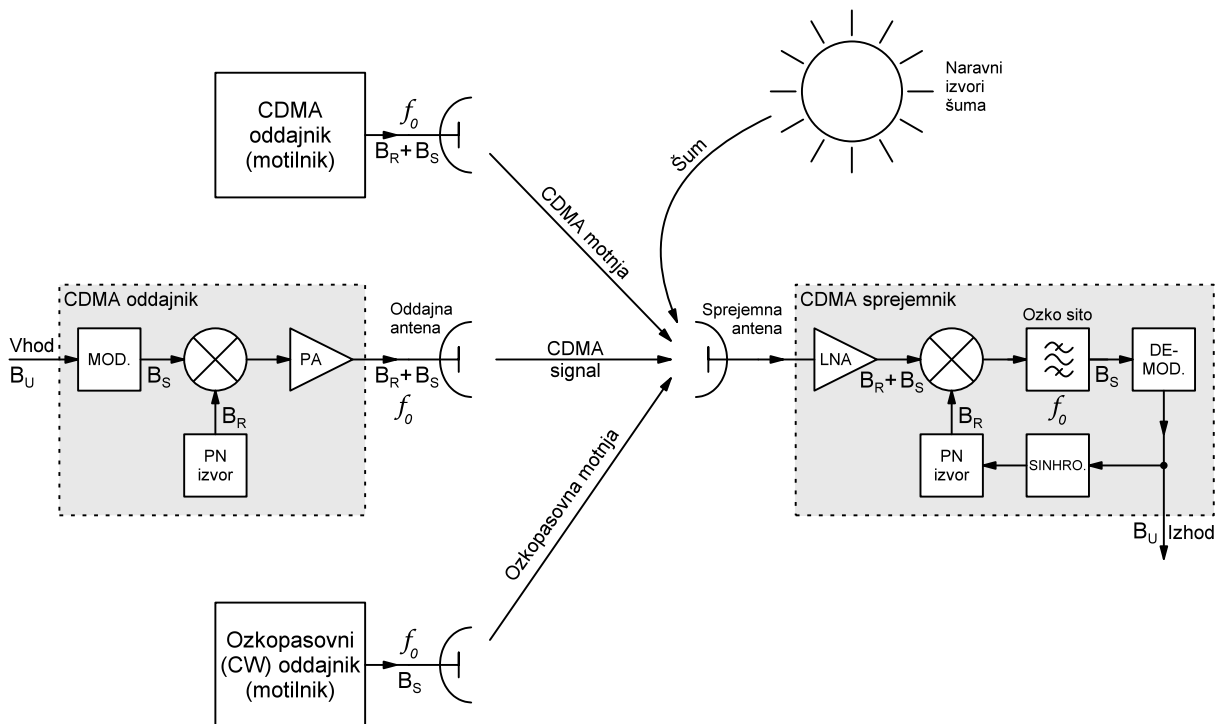 CDMA
oddajnik
(motilnik)
f0
BR+BS
CDMA motnja
Šum
Naravni
izvori
šuma
CDMA oddajnik
Vhod
BU
MOD.
BS
BR
PN
izvor
PA
Oddajna
antena
BR+BS
f0
CDMA
signal
Sprejemna
antena
CDMA sprejemnik
LNA
BR+BS
BR
PN
izvor
Ozko sito
f0
BS
DE-
MOD.
SINHRO.
BU
Izhod
Ozkopasovna motnja
Ozkopasovni
(CW) oddajnik
(motilnik)
f0
BS